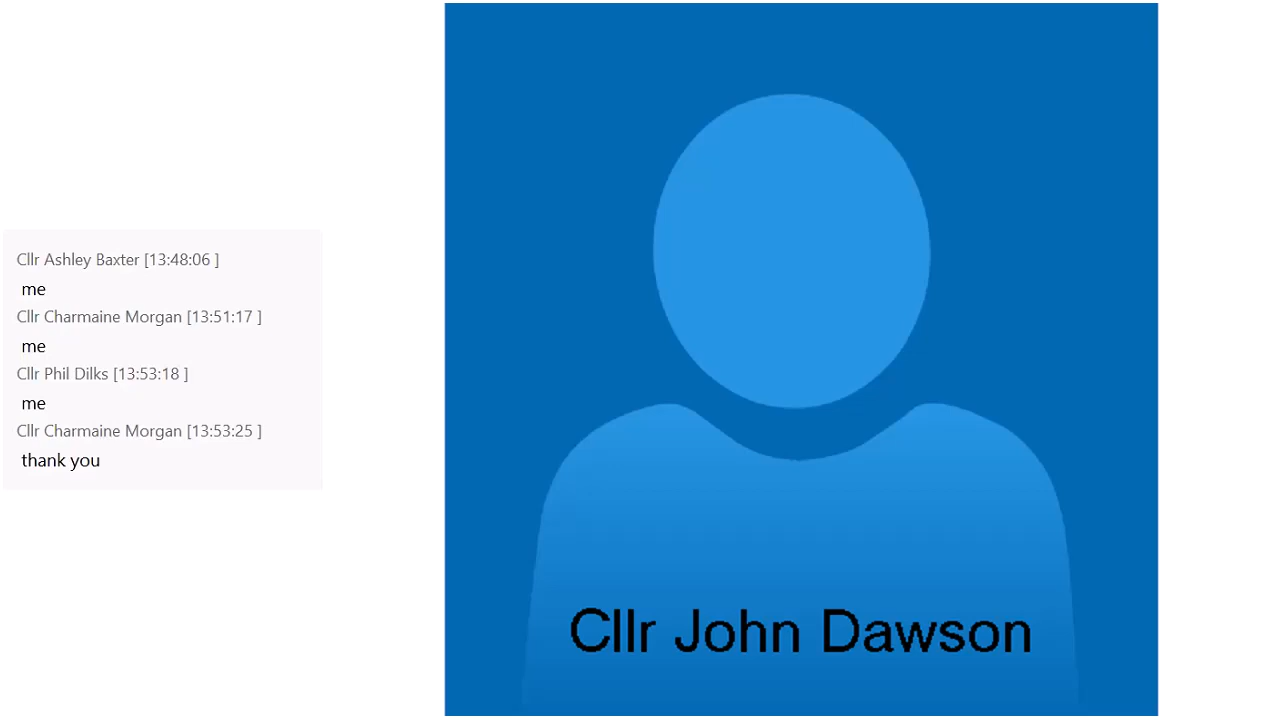 Cllr Ashley Baxter [13:48:06 ]
me
Cllr Charmaine Morgan [13:51:17 ]
me
Cllr Phil Dilks [13:53:18 ]
me
Cllr Charmaine Morgan [13:53:25 ]
thank you
Cllr John Dawson